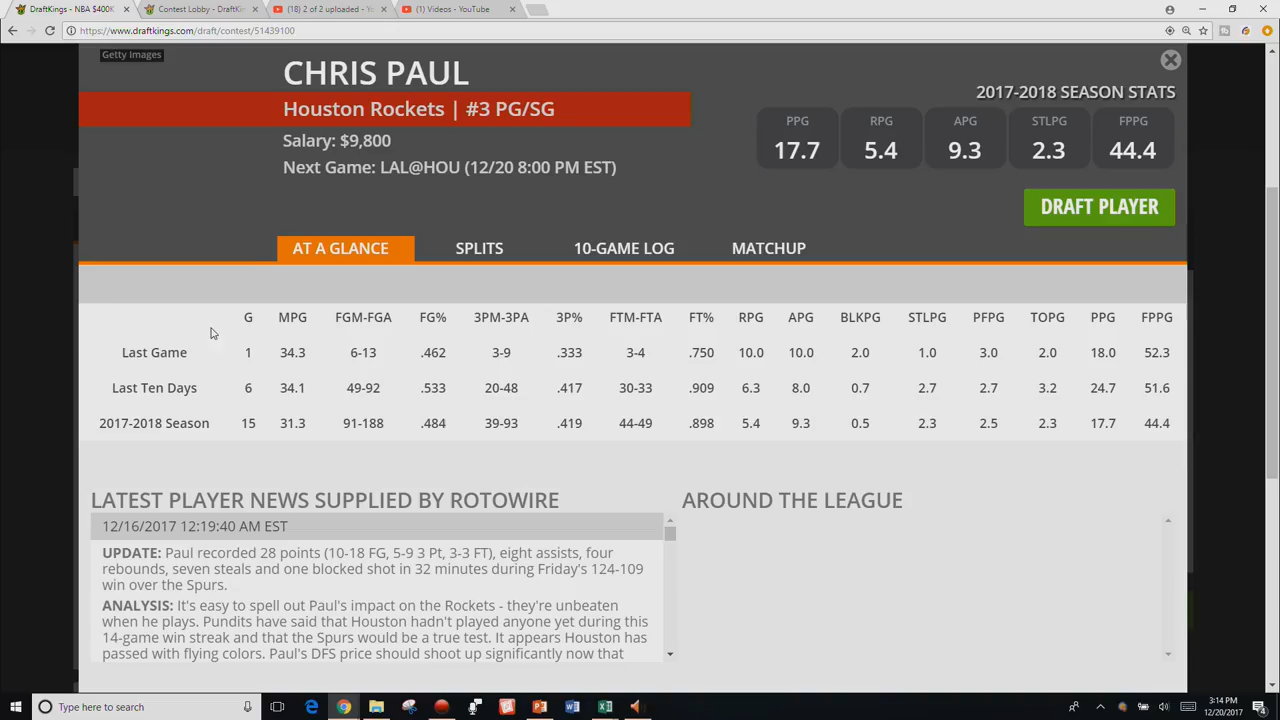 DraftKings - NBA $400K
Contest Lobby - DraftKi
(18) 2 of 2 uploaded - Yo
(1) Videos - YouTube
https://www.draftkings.com/draft/contest/51439100
Getty Images
CHRIS PAUL
Houston Rockets | #3 PG/SG
Salary: $9,800
Next Game: LAL@HOU (12/20 8:00 PM EST)
2017-2018 SEASON STATS
PPG RPG APG STLPG FPPG
17.7 5.4 9.3 2.3 44.4
DRAFT PLAYER
AT A GLANCE SPLITS 10-GAME LOG MATCHUP
G MPG FGM-FGA FG% 3PM-3PA 3P% FTM-FTA FT% RPG APG BLKPG STLPG PFPG TOPG PPG FPPG
Last Game 1 34.3 6-13 .462 3-9 .333 3-4 .750 10.0 10.0 2.0 1.0 3.0 2.0 18.0 52.3
Last Ten Days 6 34.1 49-92 .533 20-48 .417 30-33 .909 6.3 8.0 0.7 2.7 2.7 3.2 24.7 51.6
2017-2018 Season 15 31.3 91-188 .484 39-93 .419 44-49 .898 5.4 9.3 0.5 2.3 2.5 2.3 17.7 44.4
LATEST PLAYER NEWS SUPPLIED BY ROTOWIRE
12/16/2017 12:19:40 AM EST
UPDATE: Paul recorded 28 points (10-18 FG, 5-9 3 Pt, 3-3 FT), eight assists, four
rebounds, seven steals and one blocked shot in 32 minutes during Friday's 124-109
win over the Spurs.
ANALYSIS: It's easy to spell out Paul's impact on the Rockets - they're unbeaten
when he plays. Pundits have said that Houston hadn't played anyone yet during this
14-game win streak and that the Spurs would be a true test. It appears Houston has
passed with flying colors. Paul's DFS price should shoot up significantly now that
AROUND THE LEAGUE
Type here to search
3:14 PM
12/20/2017
4